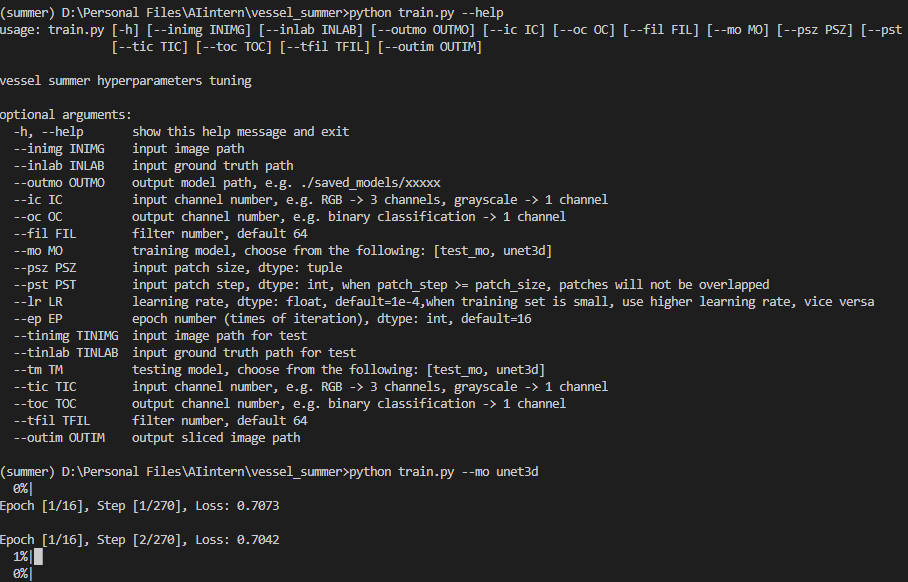 (summer) D:\Personal Files\AIintern\vessel_summer>python train.py --help
usage: train.py [-h] [--inimg INIMG] [--inlab INLAB] [--outmo OUTMO] [--ic IC] [--oc OC] [--fil FIL] [--mo MO] [--psz PSZ] [--pst
[--tic TIC] [--toc TOC] [--tfil TFIL] [--outim OUTIM]
vessel summer hyperparameters tuning
optional arguments:
-h, --help show this help message and exit
--inimg INIMG input image path
--inlab INLAB input ground truth path
--outmo OUTMO output model path, e.g. ./saved_models/xxxxx
--ic IC input channel number, e.g. RGB -> 3 channels, grayscale -> 1 channel
--oc OC output channel number, e.g. binary classification -> 1 channel
--fil FIL filter number, default 64
--mo MO training model, choose from the following: [test_mo, unet3d]
--psz PSZ input patch size, dtype: tuple
--pst PST input patch step, dtype: int, when patch_step >= patch_size, patches will not be overlapped
--lr LR learning rate, dtype: float, default=1e-4,when training set is small, use higher learning rate, vice versa
--ep EP epoch number (times of iteration), dtype: int, default=16
--tinimg TINIMG input image path for test
--tinlab TINLAB input ground truth path for test
--tm TM testing model, choose from the following: [test_mo, unet3d]
--tic TIC input channel number, e.g. RGB -> 3 channels, grayscale -> 1 channel
--toc TOC output channel number, e.g. binary classification -> 1 channel
--tfil TFIL filter number, default 64
--outim OUTIM output sliced image path
(summer) D:\Personal Files\AIintern\vessel_summer>python train.py --mo unet3d
0%|
Epoch [1/16], Step [1/270], Loss: 0.7073
Epoch [1/16], Step [2/270], Loss: 0.7042
1%|
0%|